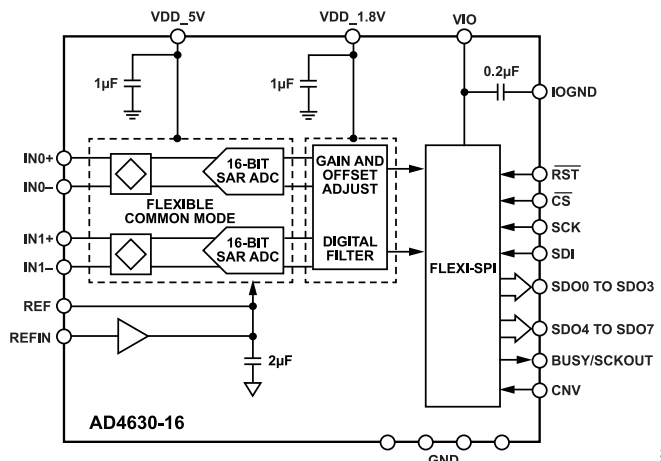 VDD_5V
VDD_1.8V
VIO
1µF
1µF
0.2µF
IOGND
IN0+
IN0–
16-BIT
SAR ADC
FLEXIBLE
COMMON MODE
GAIN AND
OFFSET
ADJUST
IN1+
IN1–
16-BIT
SAR ADC
DIGITAL
FILTER
FLEXI-SPI
RST
CS
SCK
SDI
SDO0 TO SDO3
SDO4 TO SDO7
BUSY/SCKOUT
CNV
REF
REFIN
2µF
AD4630-16
GND